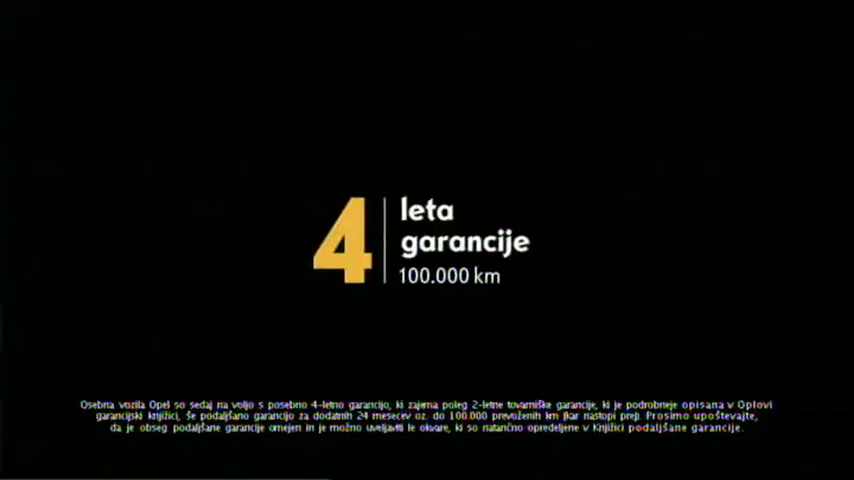 4
leta
garancije
100.000 km
Osebna vozila Opel so sedaj na voljo s posebno 4-letno garancijo, ki zajema poleg 2-letne tovarniške garancije, ki je podrobneje opisana v Oplovi
garancijski knjižici, še podaljšano garancijo za dodatnih 24 mesecev oz. do 100.000 prevoženih km (kar nastopi prej). Prosimo upoštevajte,
da je obseg podaljšane garancije omejen in je možno uveljaviti le okvare, ki so natančno opredeljene v Knjižici podaljšane garancije.